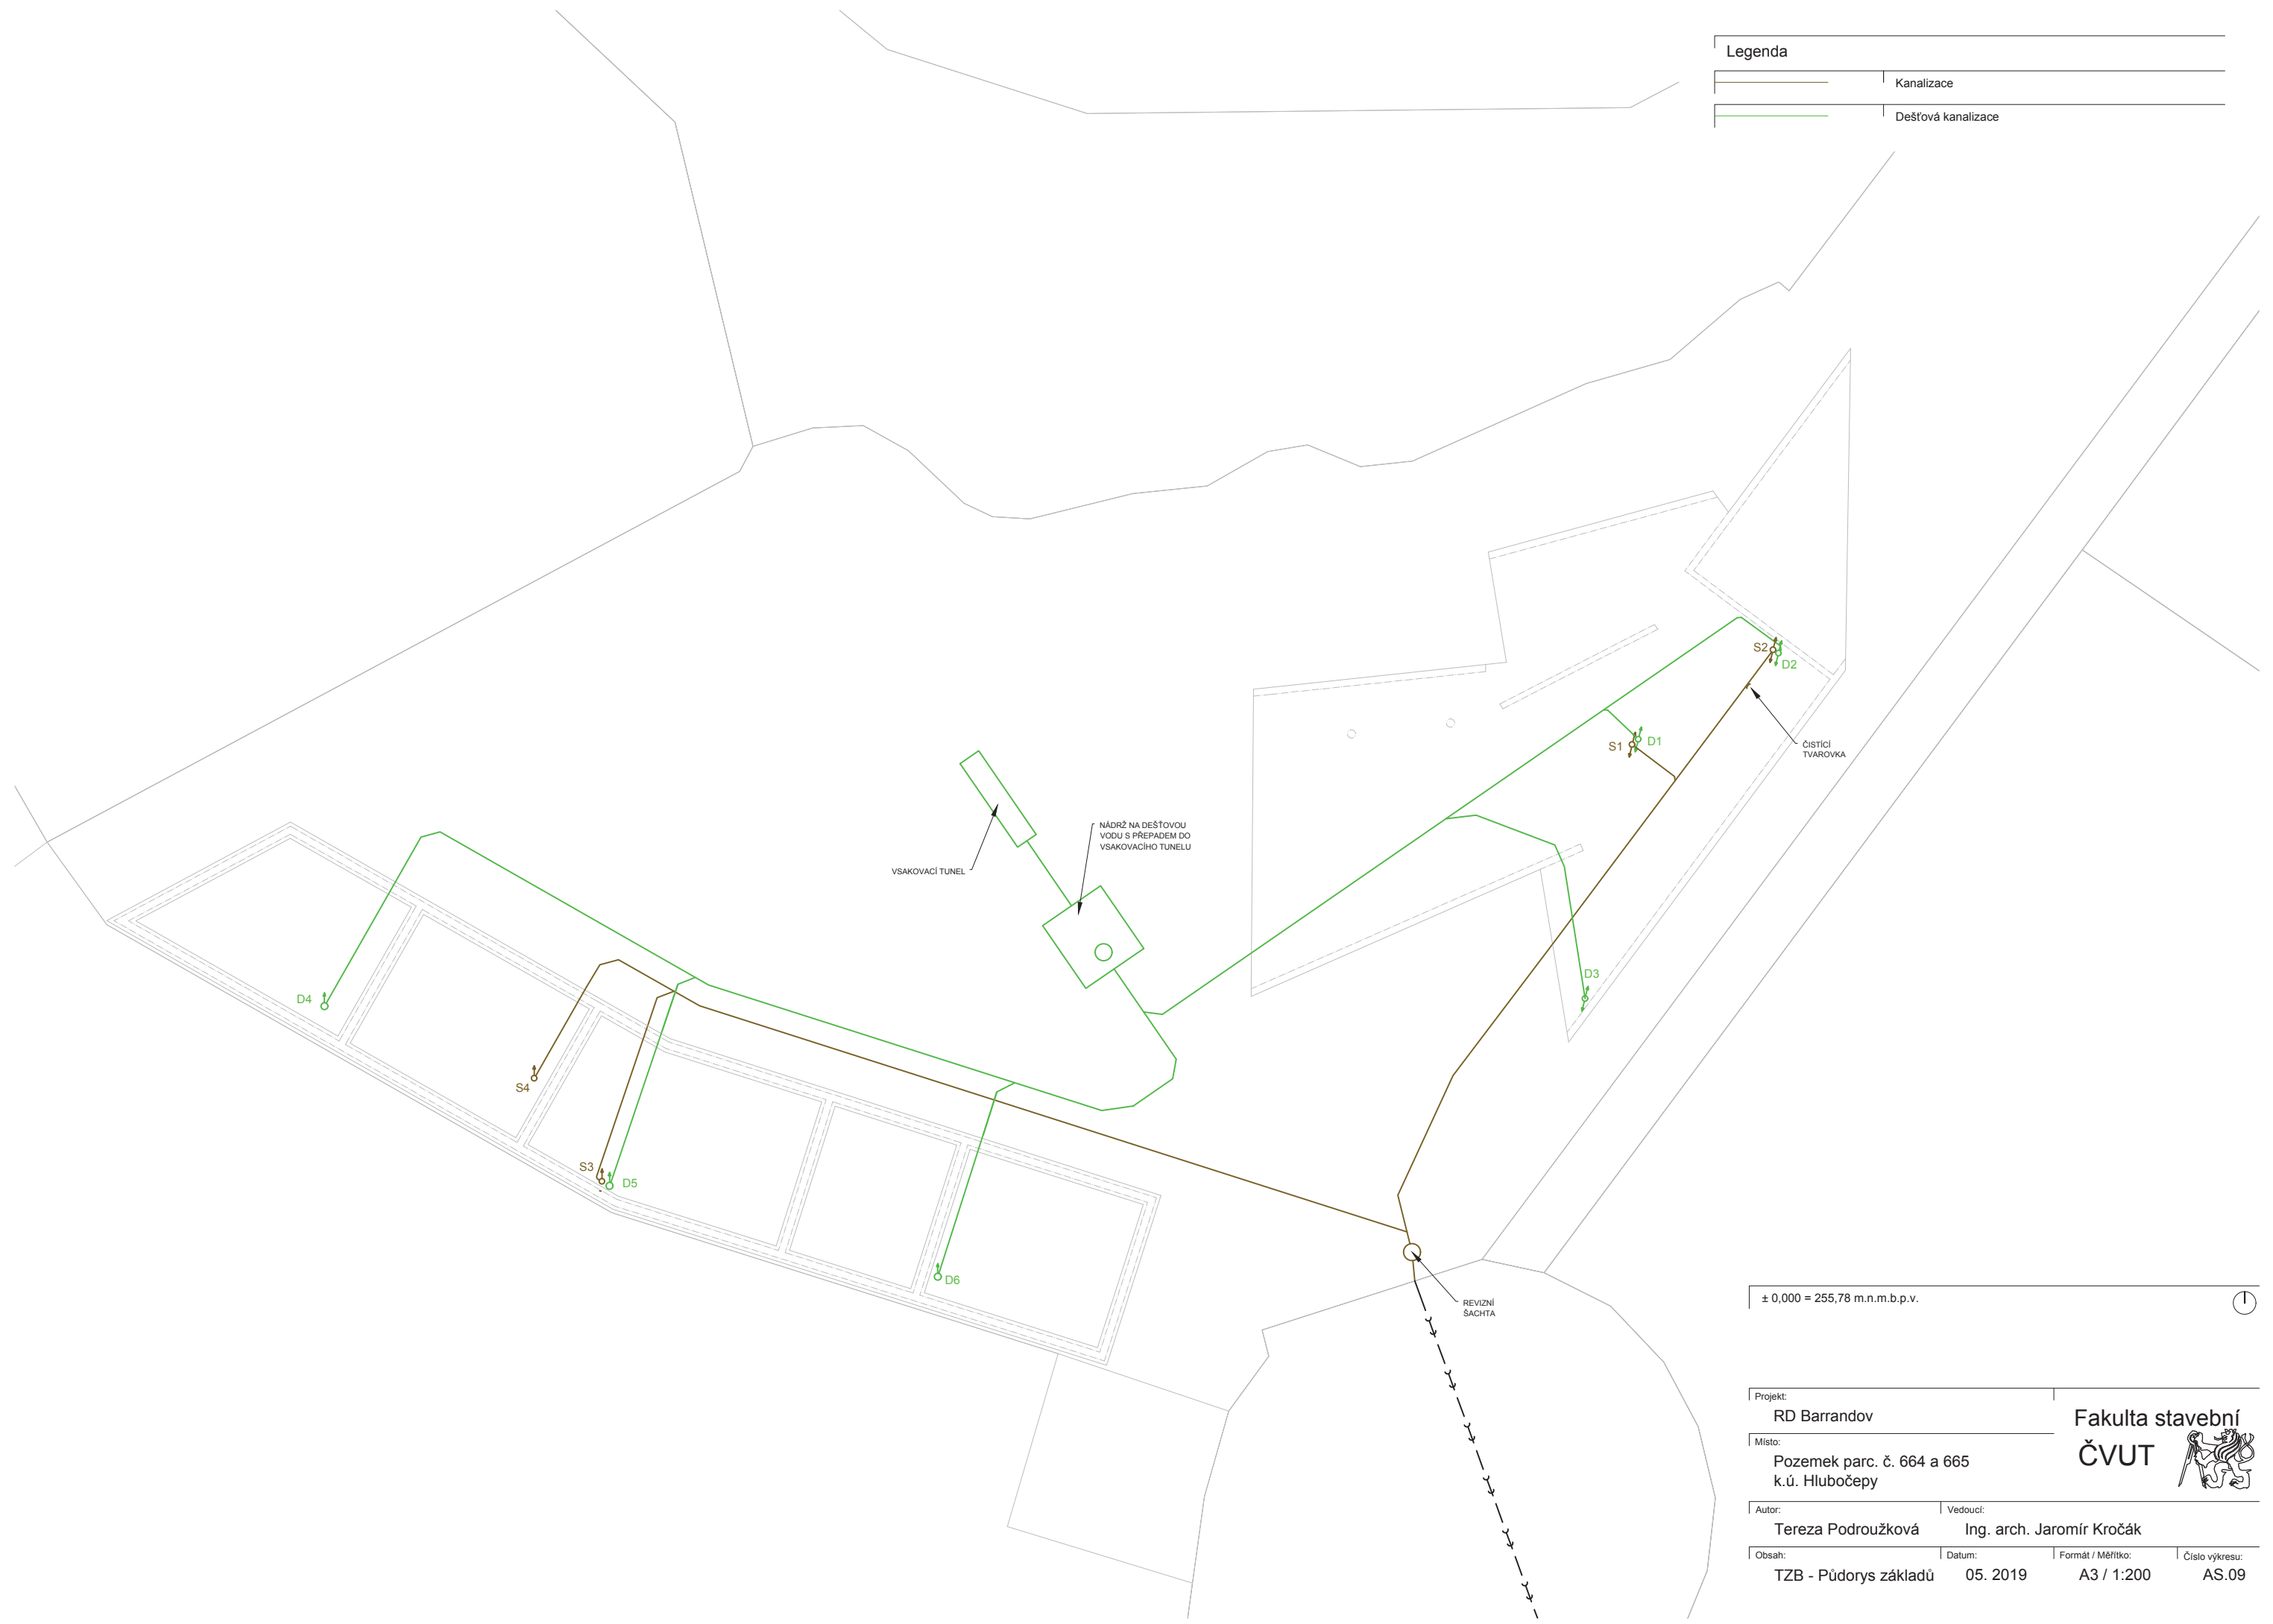 Legenda
Kanalizace
Dešťová kanalizace
S2
D2
S1
D1
ČISTÍCÍ
TVAROVKA
NÁDRŽ NA DEŠŤOVOU
VODU S PŘEPADEM DO
VSAKOVACÍHO TUNELU
VSAKOVACÍ TUNEL
D3
D4
S4
S3
D5
D6
REVIZNÍ
ŠACHTA
± 0,000 = 255,78 m.n.m.b.p.v.
Projekt:
RD Barrandov
Fakulta stavební
ČVUT
Místo:
Pozemek parc. č. 664 a 665
k.ú. Hlubočepy
Autor:
Vedoucí:
Tereza Podroužková
Ing. arch. Jaromír Kročák
Obsah:
Datum:
Formát / Měřítko:
Číslo výkresu:
TZB - Půdorys základů
05. 2019
A3 / 1:200
AS.09